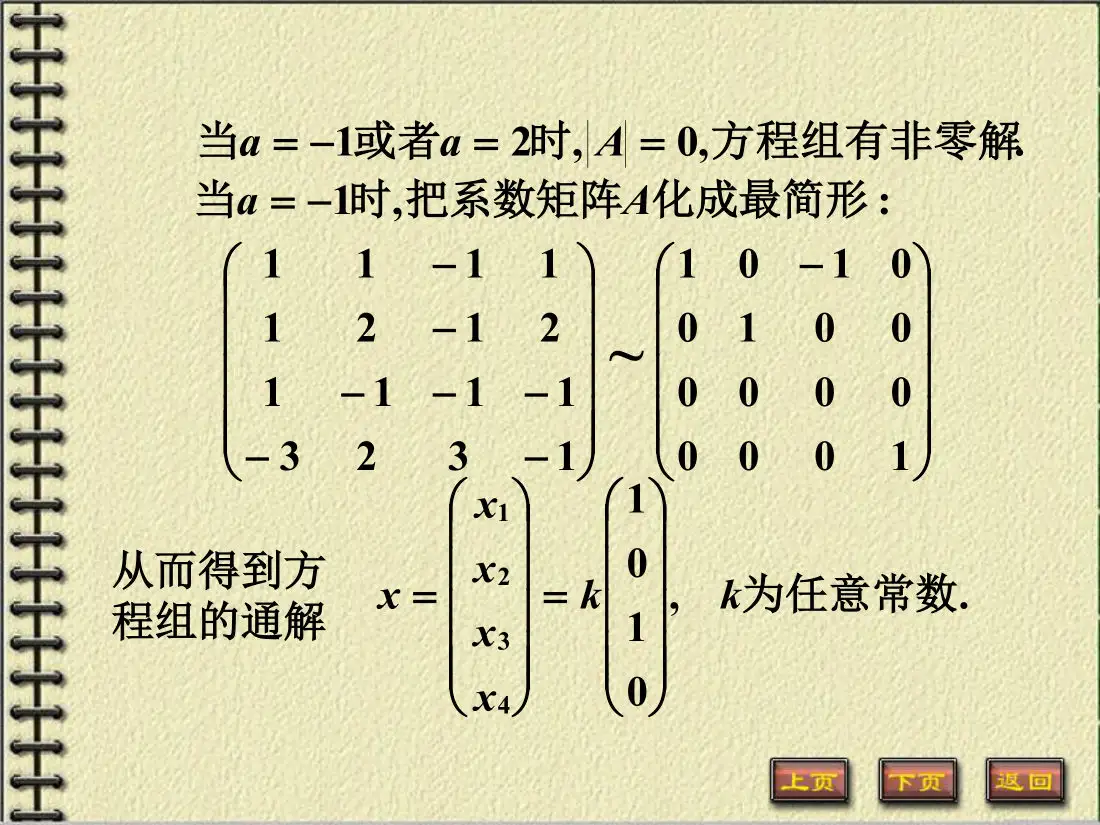 当a = −1或者a = 2时, |A| = 0,方程组有非零解.
当a = −1时,把系数矩阵A化成最简形 :
1 1 −1 1 1 0 −1 0
1 2 −1 2 0 1 0 0
~
1 −1 −1 −1 0 0 0 0
−3 2 3 −1 0 0 0 1
从而得到方
程组的通解
x = (x1 x2 x3 x4) = k (1 0 1 0), k为任意常数.
上页 下页 返回